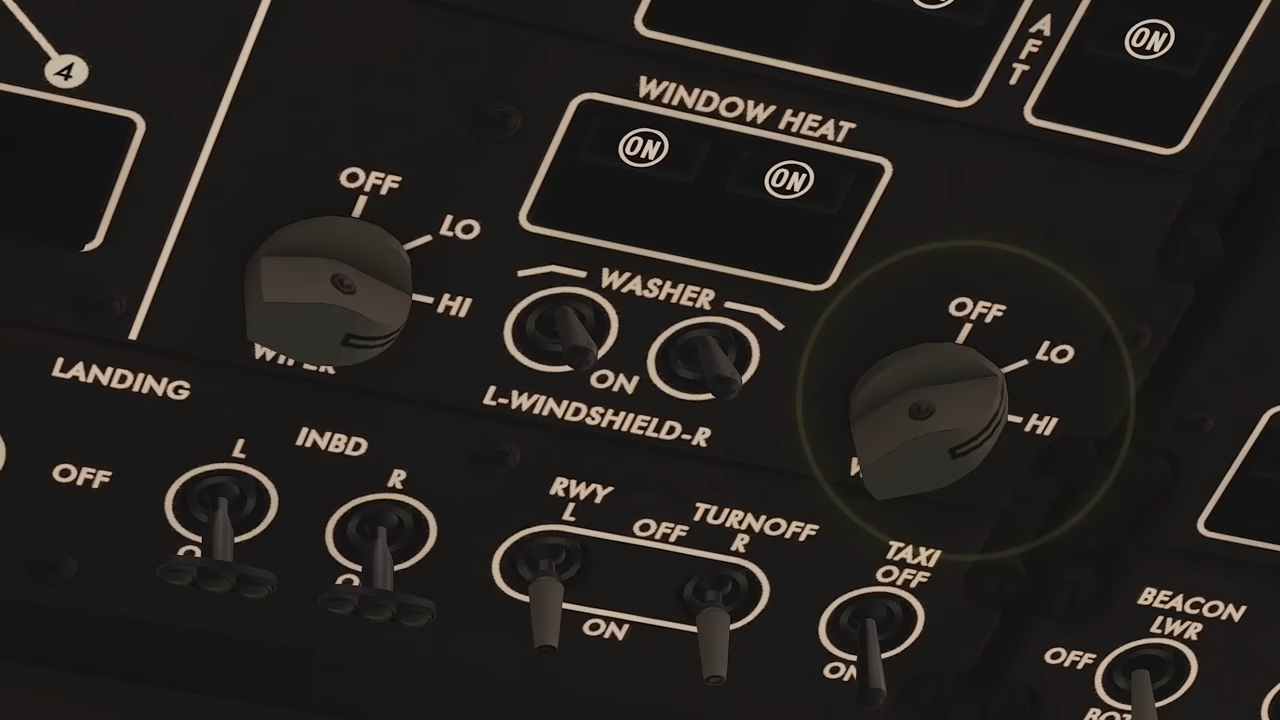 ON
AFT
ON
4
WINDOW HEAT
ON
ON
OFF
LO
HI
WASHER
ON
L-WINDSHIELD-R
OFF
LO
HI
LANDING
OFF
INBD
L
R
RWY
L
OFF
TURNOFF
R
ON
TAXI
OFF
ON
BEACON
LWR
OFF